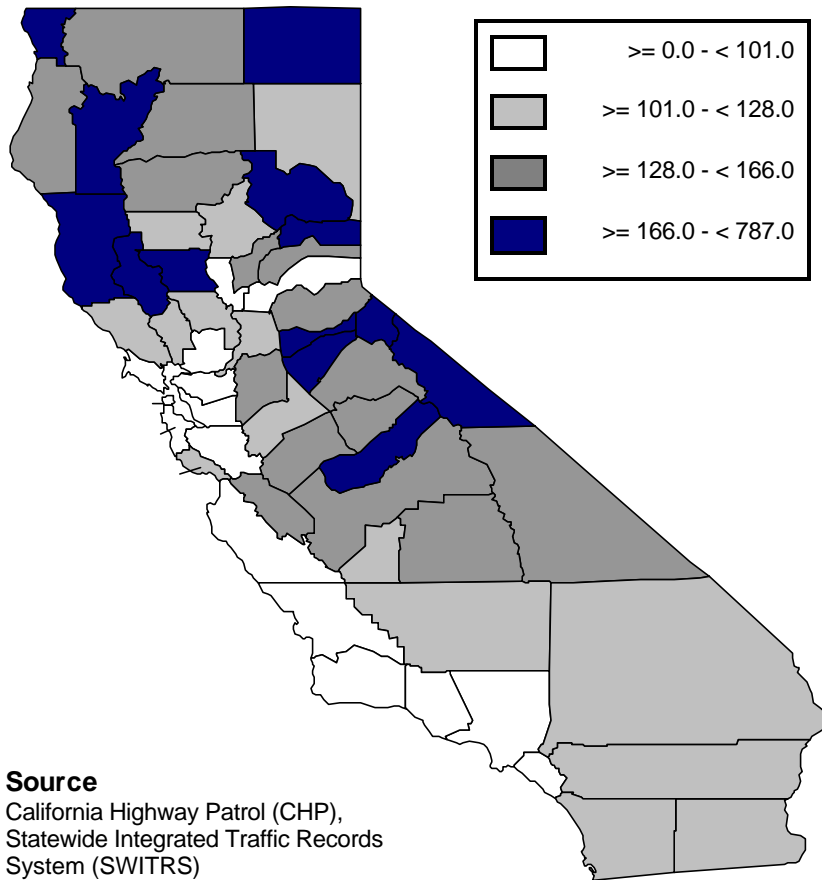 >= 0.0 - < 101.0
>= 101.0 - < 128.0
>= 128.0 - < 166.0
>= 166.0 - < 787.0
Source
California Highway Patrol (CHP),
Statewide Integrated Traffic Records
System (SWITRS)